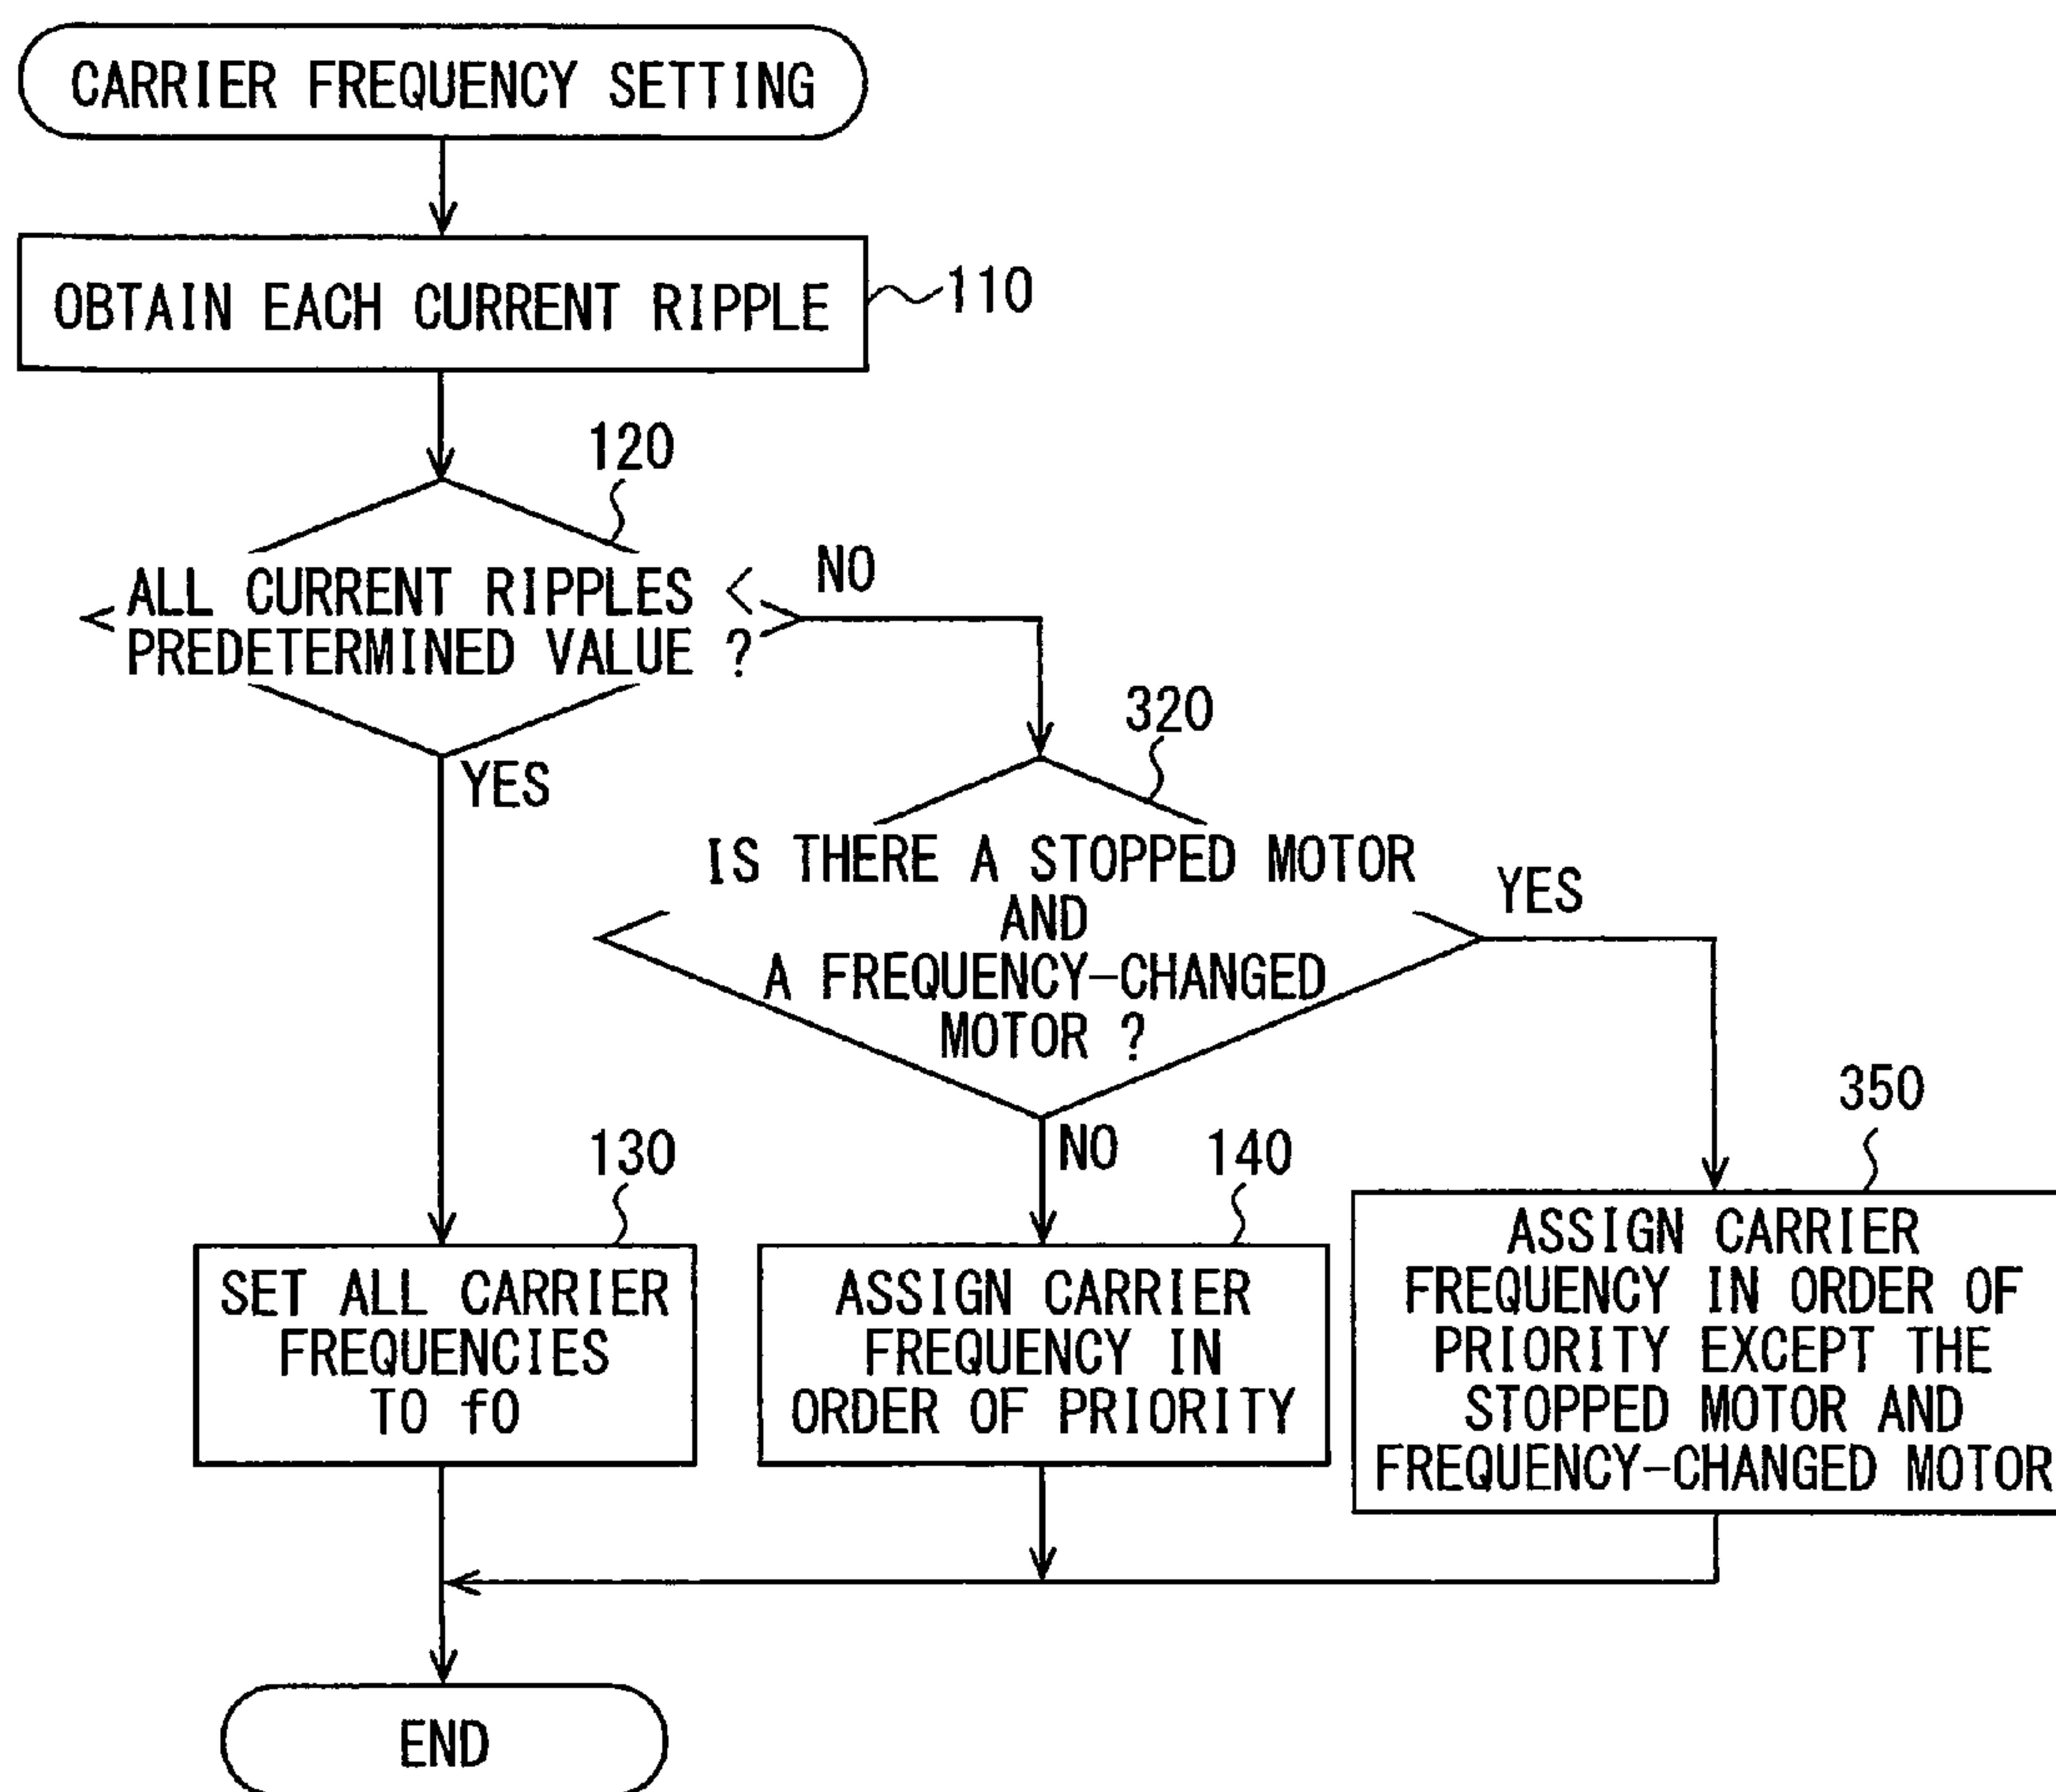 CARRIER FREQUENCY SETTING
OBTAIN EACH CURRENT RIPPLE
110
120
ALL CURRENT RIPPLES <
PREDETERMINED VALUE ?
NO
YES
320
IS THERE A STOPPED MOTOR
AND
A FREQUENCY-CHANGED
MOTOR ?
YES
NO
130
SET ALL CARRIER
FREQUENCIES
TO f0
140
ASSIGN CARRIER
FREQUENCY IN
ORDER OF PRIORITY
350
ASSIGN CARRIER
FREQUENCY IN ORDER OF
PRIORITY EXCEPT THE
STOPPED MOTOR AND
FREQUENCY-CHANGED MOTOR
END